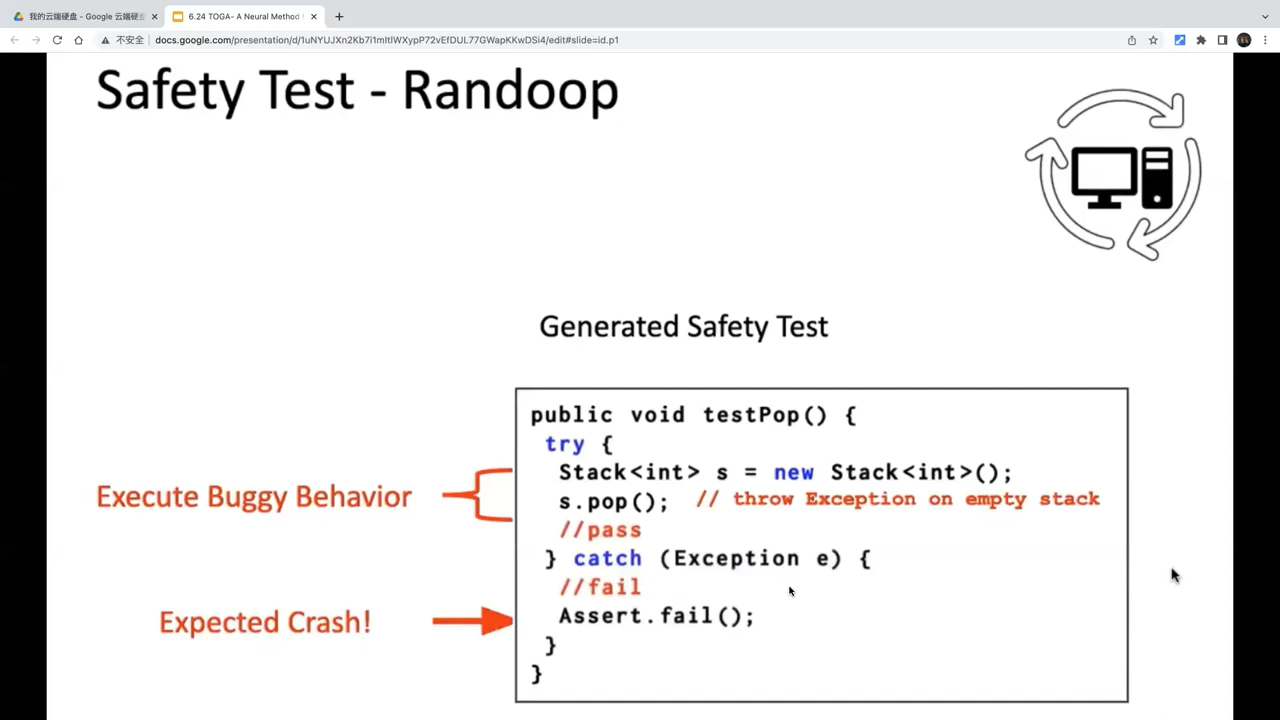 我的云端硬盘 - Google 云端硬盘
6.24 TOGA- A Neural Method
不安全
docs.google.com/presentation/d/1uNYUJXn2Kb7i1mItIWXypP72vEfDUL77GWapKKwDSi4/edit#slide=id.p1
Safety Test - Randoop
Generated Safety Test
public void testPop() {
try {
Stack<int> s = new Stack<int>();
s.pop(); // throw Exception on empty stack
//pass
} catch (Exception e) {
//fail
Assert.fail();
}
}
Execute Buggy Behavior
Expected Crash!